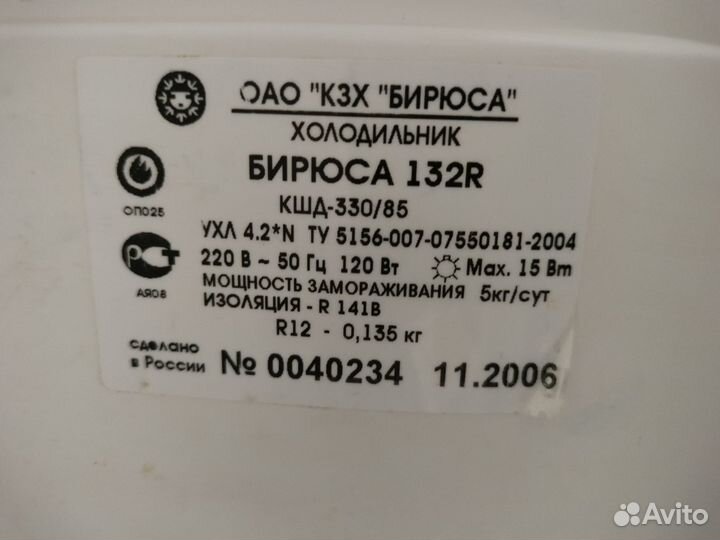 ОАО "КЗХ "БИРЮСА"
ХОЛОДИЛЬНИК
БИРЮСА 132R
КШД-330/85
ОП025
УХЛ 4.2*N ТУ 5156-007-07550181-2004
220 В ~ 50 Гц 120 Вт Max. 15 Вт
РСТ
АЯ08
МОЩНОСТЬ ЗАМОРАЖИВАНИЯ 5кг/сут
ИЗОЛЯЦИЯ - R 141B
R12 - 0,135 кг
сделано
в России
№ 0040234 11.2006
Avito